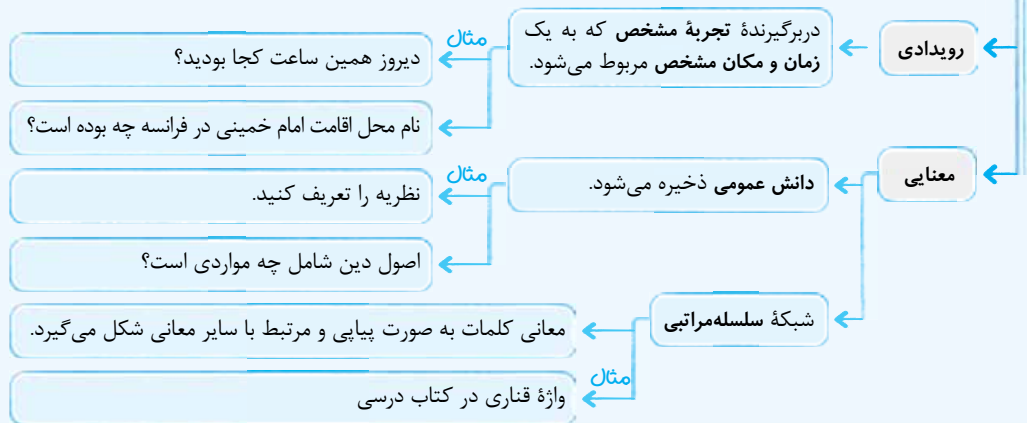 رویدادی
دربرگیرندهٔ تجربهٔ مشخص که به یک
زمان و مکان مشخص مربوط می‌شود.
مثال
دیروز همین ساعت کجا بودید؟
نام محل اقامت امام خمینی در فرانسه چه بوده است؟
معنایی
دانش عمومی ذخیره می‌شود.
مثال
نظریه را تعریف کنید.
اصول دین شامل چه مواردی است؟
شبکهٔ سلسله‌مراتبی
معانی کلمات به صورت پیاپی و مرتبط با سایر معانی شکل می‌گیرد.
مثال
واژهٔ قناری در کتاب درسی